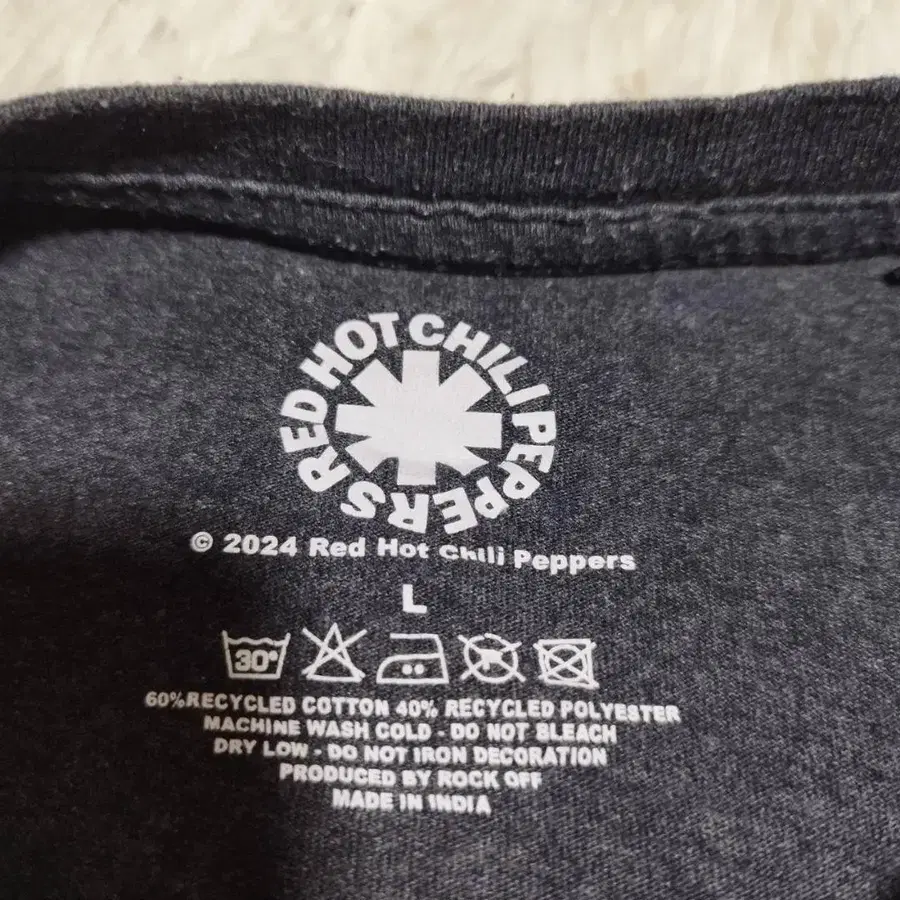 RED HOT CHILI PEPPERS
© 2024 Red Hot Chili Peppers
L
30°
60%RECYCLED COTTON 40% RECYCLED POLYESTER
MACHINE WASH COLD - DO NOT BLEACH
DRY LOW - DO NOT IRON DECORATION
PRODUCED BY ROCK OFF
MADE IN INDIA